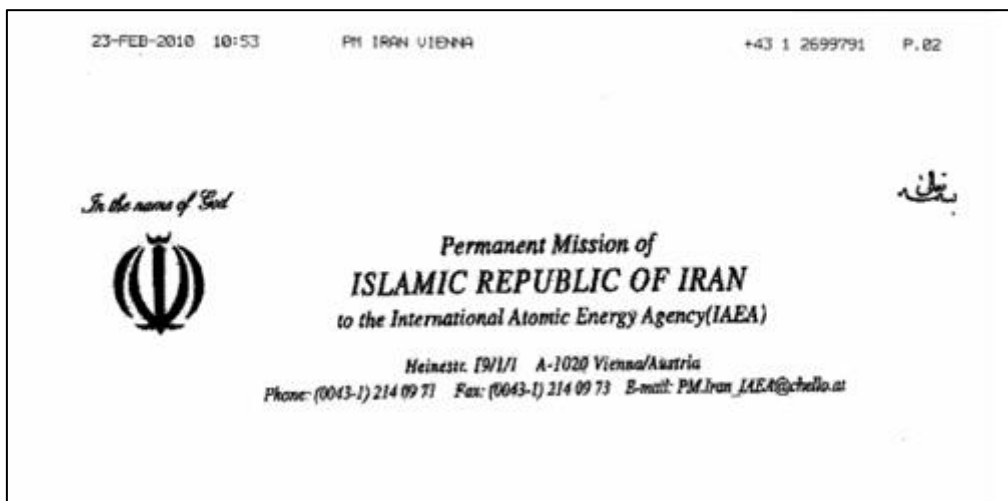 23-FEB-2010 10:53 PM IRAN VIENNA +43 1 2699791 P.02
In the name of God
Permanent Mission of
ISLAMIC REPUBLIC OF IRAN
to the International Atomic Energy Agency(IAEA)
Heinestr. 19/1/1 A-1020 Vienna/Austria
Phone: (0043-1) 214 09 71 Fax: (0043-1) 214 09 73 E-mail: PM.Iran_IAEA@chello.at